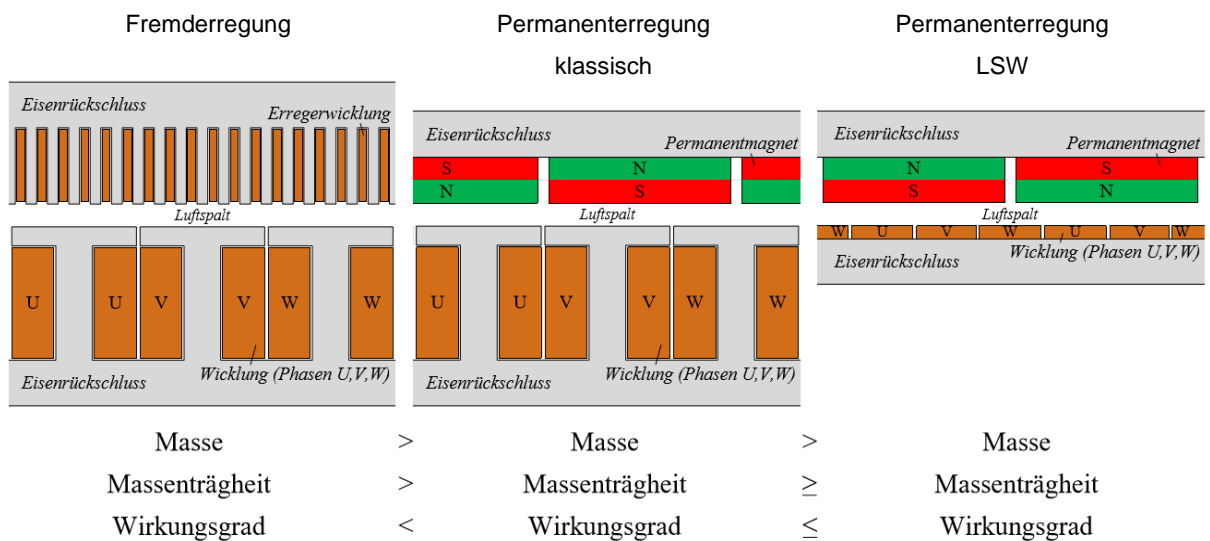 Fremderregung
Permanenterregung
klassisch
Permanenterregung
LSW
Eisenrückschluss
Erregerwicklung
Luftspalt
U U V V W W
Wicklung (Phasen U,V,W)
Eisenrückschluss
Eisenrückschluss
Permanentmagnet
S N
N S
Luftspalt
U U V V W W
Wicklung (Phasen U,V,W)
Eisenrückschluss
Eisenrückschluss
Permanentmagnet
N S
S N
Luftspalt
W U V W U V W
Wicklung (Phasen U,V,W)
Eisenrückschluss
Masse > Masse > Masse
Massenträgheit > Massenträgheit ≥ Massenträgheit
Wirkungsgrad < Wirkungsgrad ≤ Wirkungsgrad